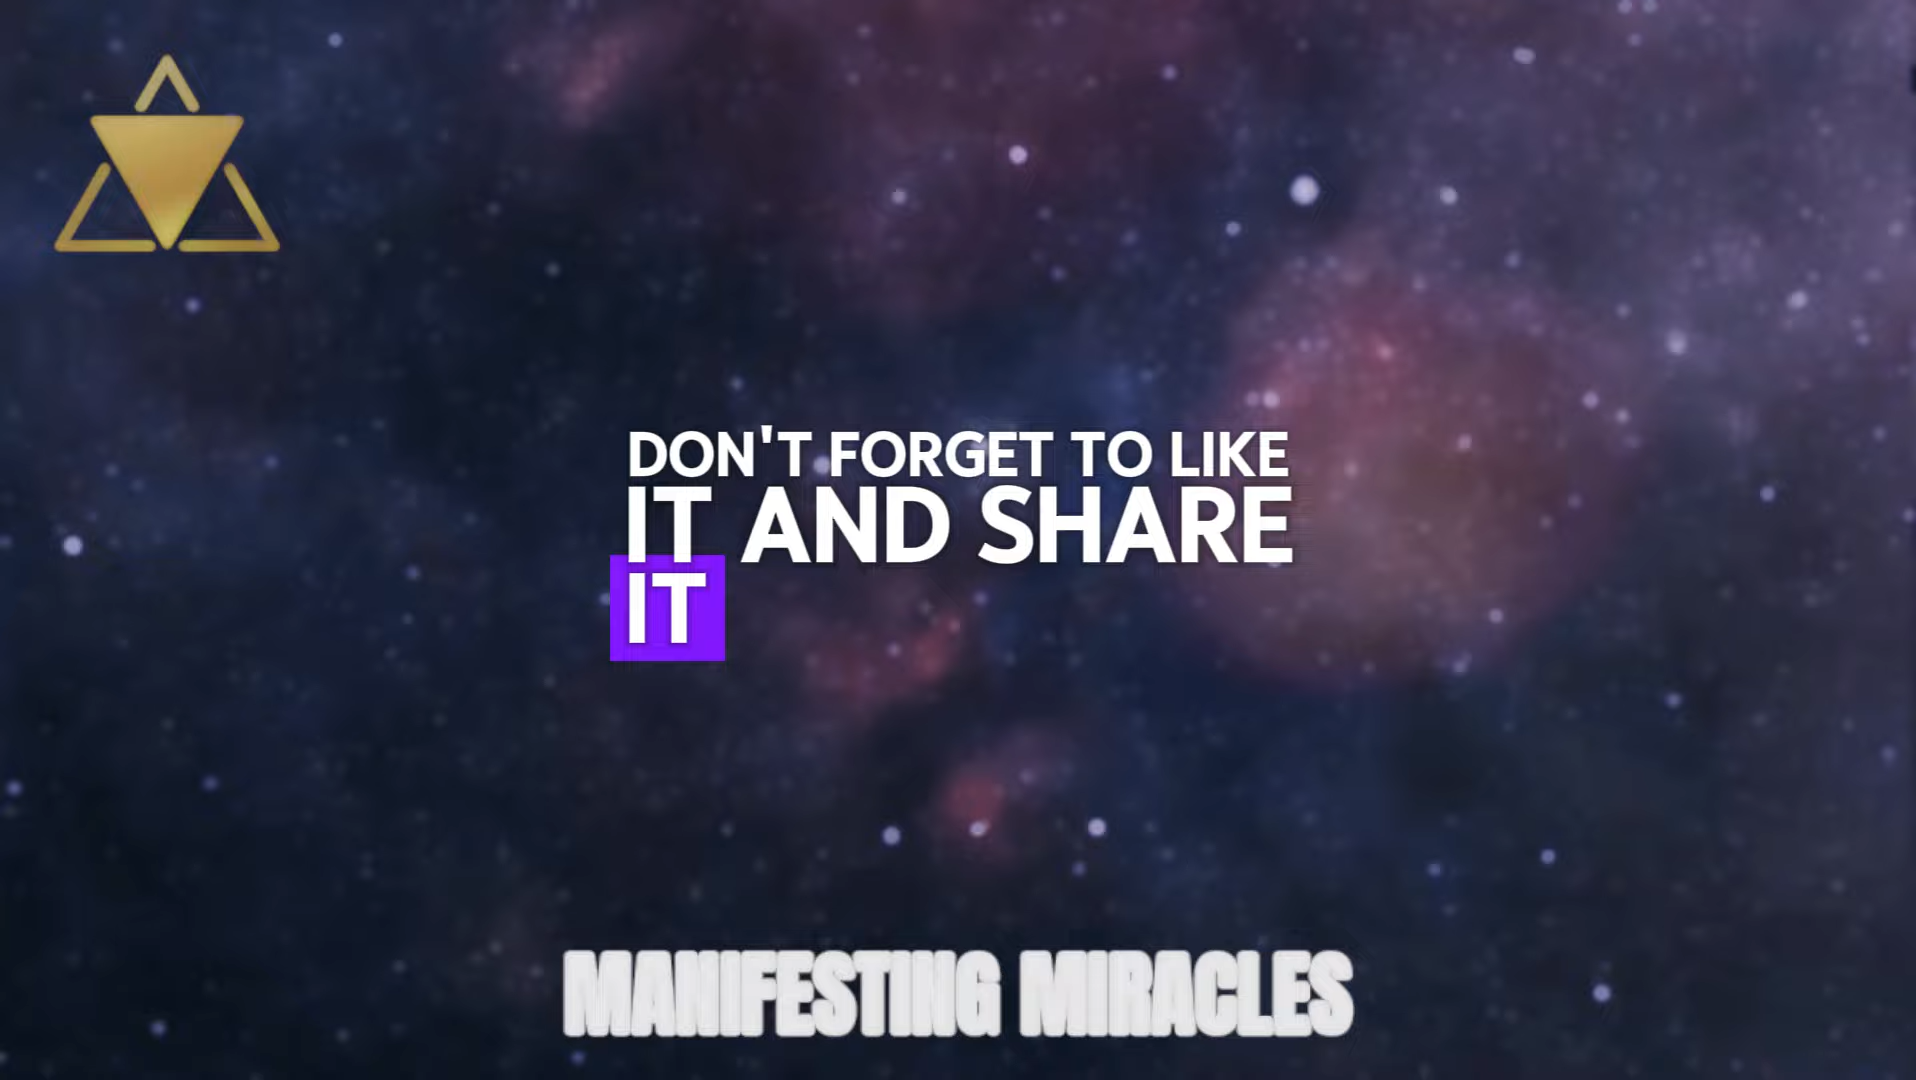 DON'T FORGET TO LIKE
IT AND SHARE
IT
MANIFESTING MIRACLES